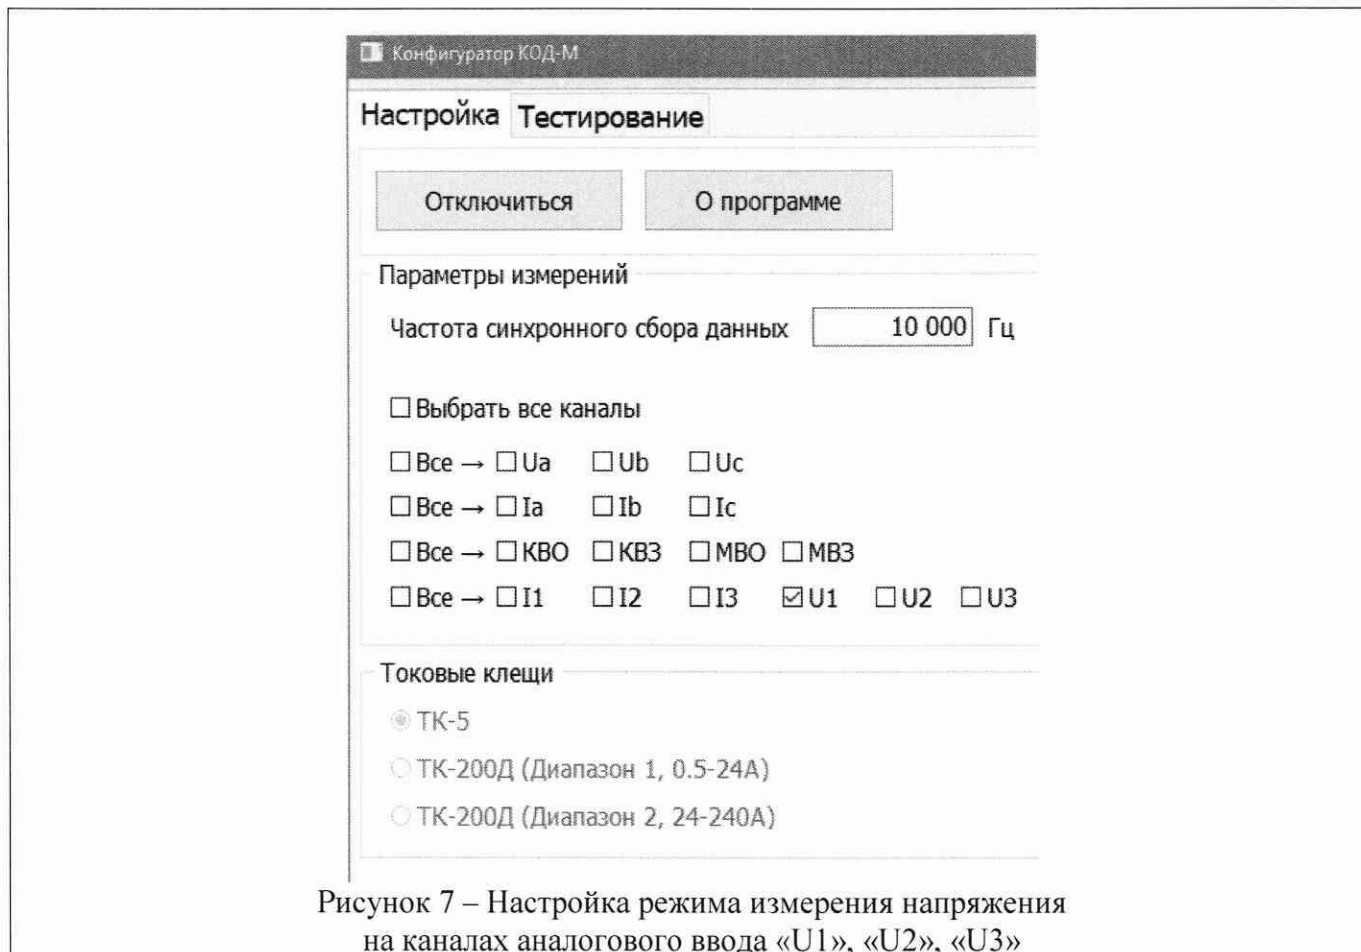 Конфигуратор КОД-М
Настройка Тестирование
Отключиться О программе
Параметры измерений
Частота синхронного сбора данных 10 000 Гц
Выбрать все каналы
Все → Ua Ub Uc
Все → Ia Ib Ic
Все → КВО КВЗ МВО МВЗ
Все → I1 I2 I3 U1 U2 U3
Токовые клещи
ТК-5
ТК-200Д (Диапазон 1, 0.5-24А)
ТК-200Д (Диапазон 2, 24-240А)
Рисунок 7 – Настройка режима измерения напряжения
на каналах аналогового ввода «U1», «U2», «U3»